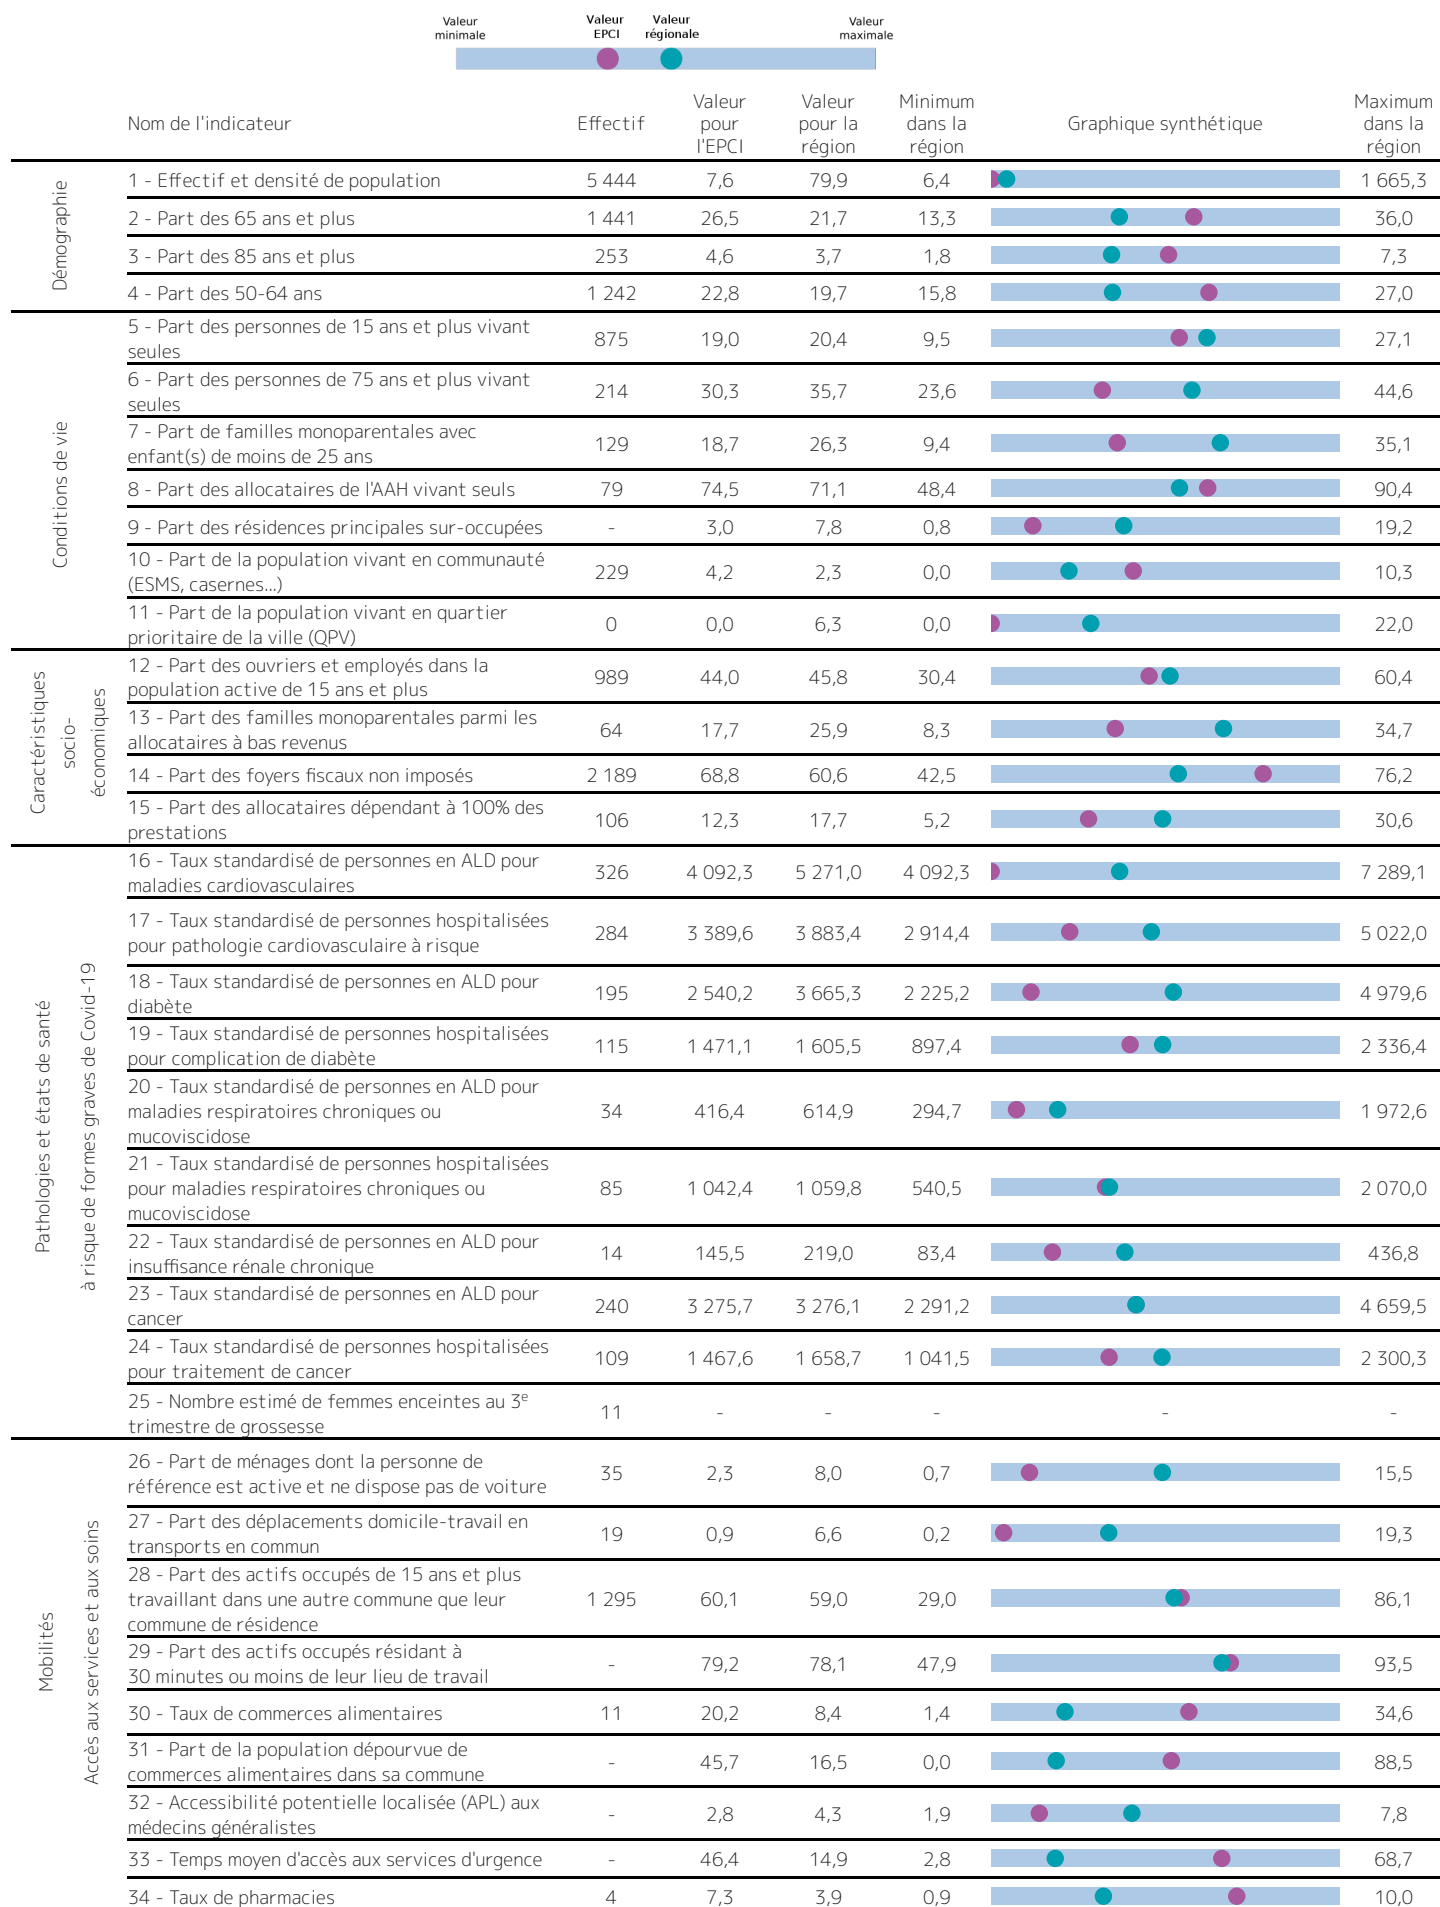 Valeur
minimale
Valeur
EPCI
Valeur
régionale
Valeur
maximale
Nom de l'indicateur
Effectif
Valeur
pour
l'EPCI
Valeur
pour la
région
Minimum
dans la
région
Graphique synthétique
Maximum
dans la
région
Démographie
1 - Effectif et densité de population 5 444 7,6 79,9 6,4 1 665,3
2 - Part des 65 ans et plus 1 441 26,5 21,7 13,3 36,0
3 - Part des 85 ans et plus 253 4,6 3,7 1,8 7,3
4 - Part des 50-64 ans 1 242 22,8 19,7 15,8 27,0
Conditions de vie
5 - Part des personnes de 15 ans et plus vivant
seules
875 19,0 20,4 9,5 27,1
6 - Part des personnes de 75 ans et plus vivant
seules
214 30,3 35,7 23,6 44,6
7 - Part de familles monoparentales avec
enfant(s) de moins de 25 ans
129 18,7 26,3 9,4 35,1
8 - Part des allocataires de l'AAH vivant seuls 79 74,5 71,1 48,4 90,4
9 - Part des résidences principales sur-occupées - 3,0 7,8 0,8 19,2
10 - Part de la population vivant en communauté
(ESMS, casernes...)
229 4,2 2,3 0,0 10,3
11 - Part de la population vivant en quartier
prioritaire de la ville (QPV)
0 0,0 6,3 0,0 22,0
Caractéristiques
socio-
économiques
12 - Part des ouvriers et employés dans la
population active de 15 ans et plus
989 44,0 45,8 30,4 60,4
13 - Part des familles monoparentales parmi les
allocataires à bas revenus
64 17,7 25,9 8,3 34,7
14 - Part des foyers fiscaux non imposés 2 189 68,8 60,6 42,5 76,2
15 - Part des allocataires dépendant à 100% des
prestations
106 12,3 17,7 5,2 30,6
Pathologies et états de santé
à risque de formes graves de Covid-19
16 - Taux standardisé de personnes en ALD pour
maladies cardiovasculaires
326 4 092,3 5 271,0 4 092,3 7 289,1
17 - Taux standardisé de personnes hospitalisées
pour pathologie cardiovasculaire à risque
284 3 389,6 3 883,4 2 914,4 5 022,0
18 - Taux standardisé de personnes en ALD pour
diabète
195 2 540,2 3 665,3 2 225,2 4 979,6
19 - Taux standardisé de personnes hospitalisées
pour complication de diabète
115 1 471,1 1 605,5 897,4 2 336,4
20 - Taux standardisé de personnes en ALD pour
maladies respiratoires chroniques ou
mucoviscidose
34 416,4 614,9 294,7 1 972,6
21 - Taux standardisé de personnes hospitalisées
pour maladies respiratoires chroniques ou
mucoviscidose
85 1 042,4 1 059,8 540,5 2 070,0
22 - Taux standardisé de personnes en ALD pour
insuffisance rénale chronique
14 145,5 219,0 83,4 436,8
23 - Taux standardisé de personnes en ALD pour
cancer
240 3 275,7 3 276,1 2 291,2 4 659,5
24 - Taux standardisé de personnes hospitalisées
pour traitement de cancer
109 1 467,6 1 658,7 1 041,5 2 300,3
25 - Nombre estimé de femmes enceintes au 3e
trimestre de grossesse
11 - - - - -
Mobilités
Accès aux services et aux soins
26 - Part de ménages dont la personne de
référence est active et ne dispose pas de voiture
35 2,3 8,0 0,7 15,5
27 - Part des déplacements domicile-travail en
transports en commun
19 0,9 6,6 0,2 19,3
28 - Part des actifs occupés de 15 ans et plus
travaillant dans une autre commune que leur
commune de résidence
1 295 60,1 59,0 29,0 86,1
29 - Part des actifs occupés résidant à
30 minutes ou moins de leur lieu de travail
- 79,2 78,1 47,9 93,5
30 - Taux de commerces alimentaires 11 20,2 8,4 1,4 34,6
31 - Part de la population dépourvue de
commerces alimentaires dans sa commune
- 45,7 16,5 0,0 88,5
32 - Accessibilité potentielle localisée (APL) aux
médecins généralistes
- 2,8 4,3 1,9 7,8
33 - Temps moyen d'accès aux services d'urgence - 46,4 14,9 2,8 68,7
34 - Taux de pharmacies 4 7,3 3,9 0,9 10,0